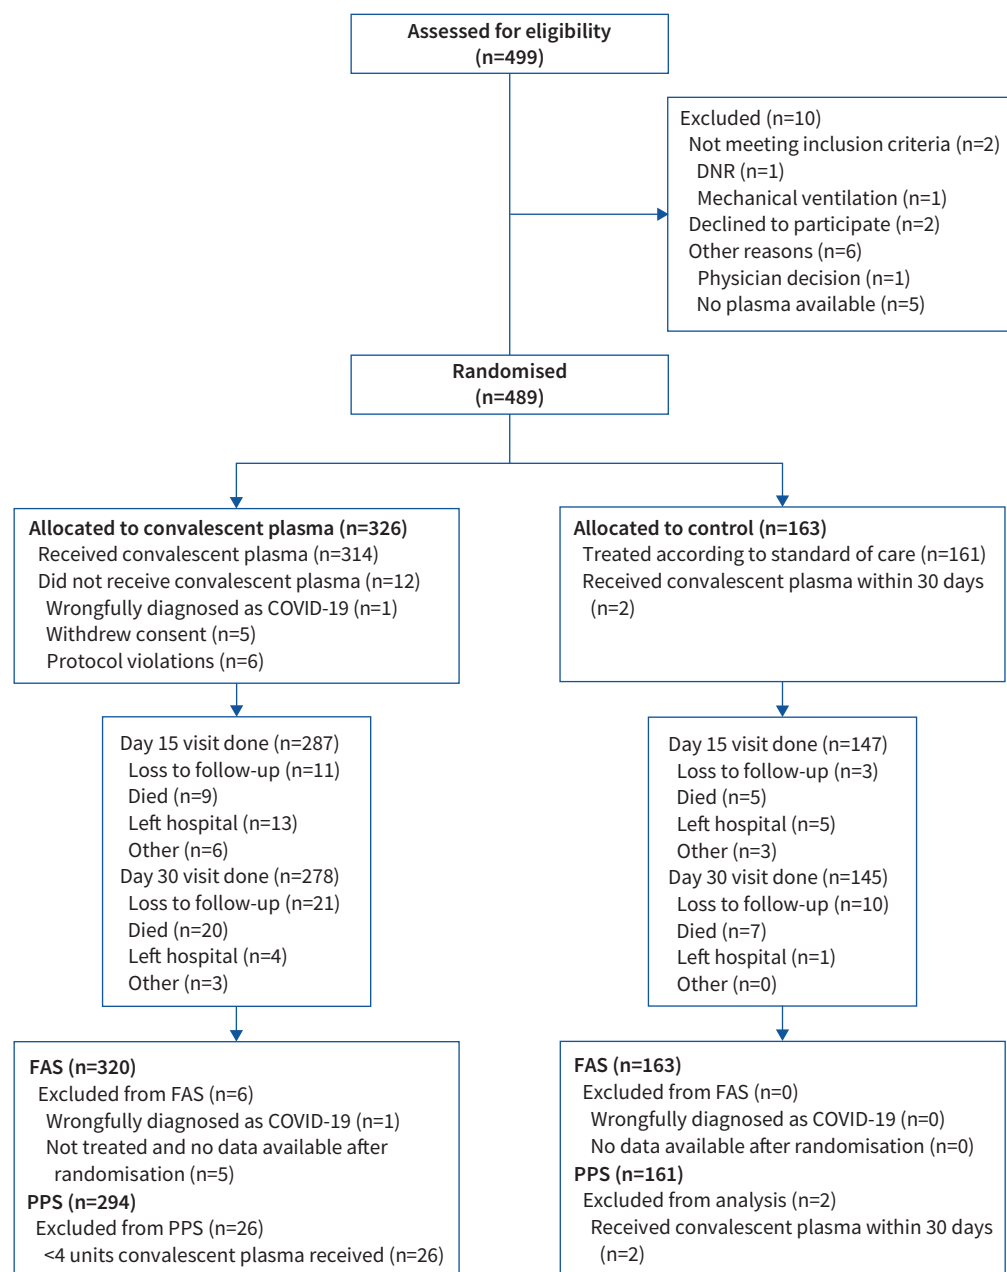 Assessed for eligibility
(n=499)
Excluded (n=10)
Not meeting inclusion criteria (n=2)
DNR (n=1)
Mechanical ventilation (n=1)
Declined to participate (n=2)
Other reasons (n=6)
Physician decision (n=1)
No plasma available (n=5)
Randomised
(n=489)
Allocated to convalescent plasma (n=326)
Received convalescent plasma (n=314)
Did not receive convalescent plasma (n=12)
Wrongfully diagnosed as COVID-19 (n=1)
Withdrew consent (n=5)
Protocol violations (n=6)
Allocated to control (n=163)
Treated according to standard of care (n=161)
Received convalescent plasma within 30 days
(n=2)
Day 15 visit done (n=287)
Loss to follow-up (n=11)
Died (n=9)
Left hospital (n=13)
Other (n=6)
Day 30 visit done (n=278)
Loss to follow-up (n=21)
Died (n=20)
Left hospital (n=4)
Other (n=3)
Day 15 visit done (n=147)
Loss to follow-up (n=3)
Died (n=5)
Left hospital (n=5)
Other (n=3)
Day 30 visit done (n=145)
Loss to follow-up (n=10)
Died (n=7)
Left hospital (n=1)
Other (n=0)
FAS (n=320)
Excluded from FAS (n=6)
Wrongfully diagnosed as COVID-19 (n=1)
Not treated and no data available after
randomisation (n=5)
PPS (n=294)
Excluded from PPS (n=26)
<4 units convalescent plasma received (n=26)
FAS (n=163)
Excluded from FAS (n=0)
Wrongfully diagnosed as COVID-19 (n=0)
No data available after randomisation (n=0)
PPS (n=161)
Excluded from analysis (n=2)
Received convalescent plasma within 30 days
(n=2)